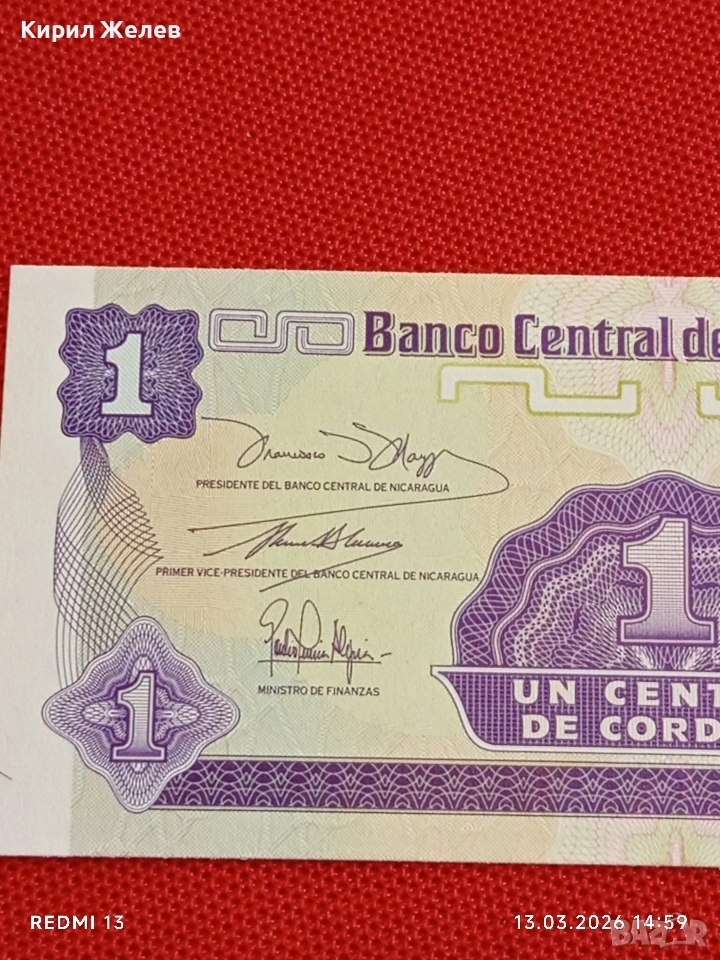 Кирил Желев
1
Banco Central de
PRESIDENTE DEL BANCO CENTRAL DE NICARAGUA
PRIMER VICE-PRESIDENTE DEL BANCO CENTRAL DE NICARAGUA
1
MINISTRO DE FINANZAS
1
UN CENT
DE CORD
REDMI 13
13.03.2026 14:59
BAZAR